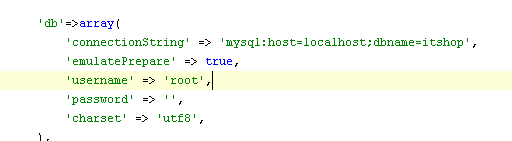 'db'=>array(
'connectionString' => 'mysql:host=localhost;dbname=itshop',
'emulatePrepare' => true,
'username' => 'root',
'password' => '',
'charset' => 'utf8',
),